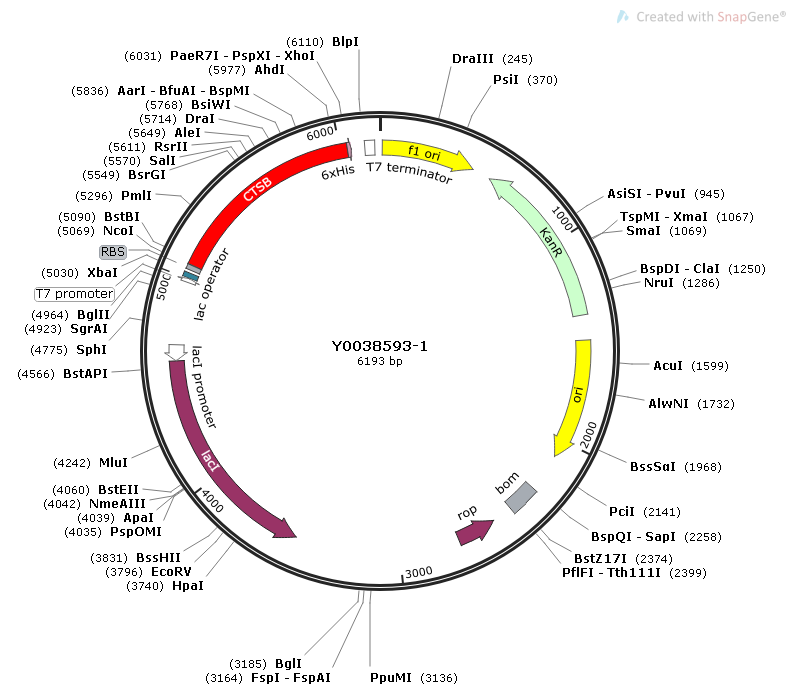 Created with SnapGene®
(6110) BlpI
(6031) PaeR7I - PspXI - XhoI
(5977) AhdI
(5836) AarI - BfuAI - BspMI
(5768) BsiWI
(5714) DraI
(5649) AleI
(5611) RsrII
(5570) SalI
(5549) BsrGI
(5296) PmlI
(5090) BstBI
(5069) NcoI
RBS
(5030) XbaI
T7 promoter
(4964) BglII
(4923) SgrAI
(4775) SphI
(4566) BstAPI
(4242) MluI
(4060) BstEII
(4042) NmeAIII
(4039) ApaI
(4035) PspOMI
(3831) BssHII
(3796) EcoRV
(3740) HpaI
(3185) BglI
(3164) FspI - FspAI
PpuMI (3136)
DraIII (245)
PsiI (370)
AsiSI - PvuI (945)
TspMI - XmaI (1067)
SmaI (1069)
BspDI - ClaI (1250)
NruI (1286)
AcuI (1599)
AlwNI (1732)
BssSαI (1968)
PciI (2141)
BspQI - SapI (2258)
BstZ17I (2374)
PflFI - Tth111I (2399)
6000
1000
2000
3000
4000
5000
CTSB
6xHis
T7 terminator
f1 ori
KanR
ori
bom
rop
lacI
lacI promoter
lac operator
Y0038593-1
6193 bp